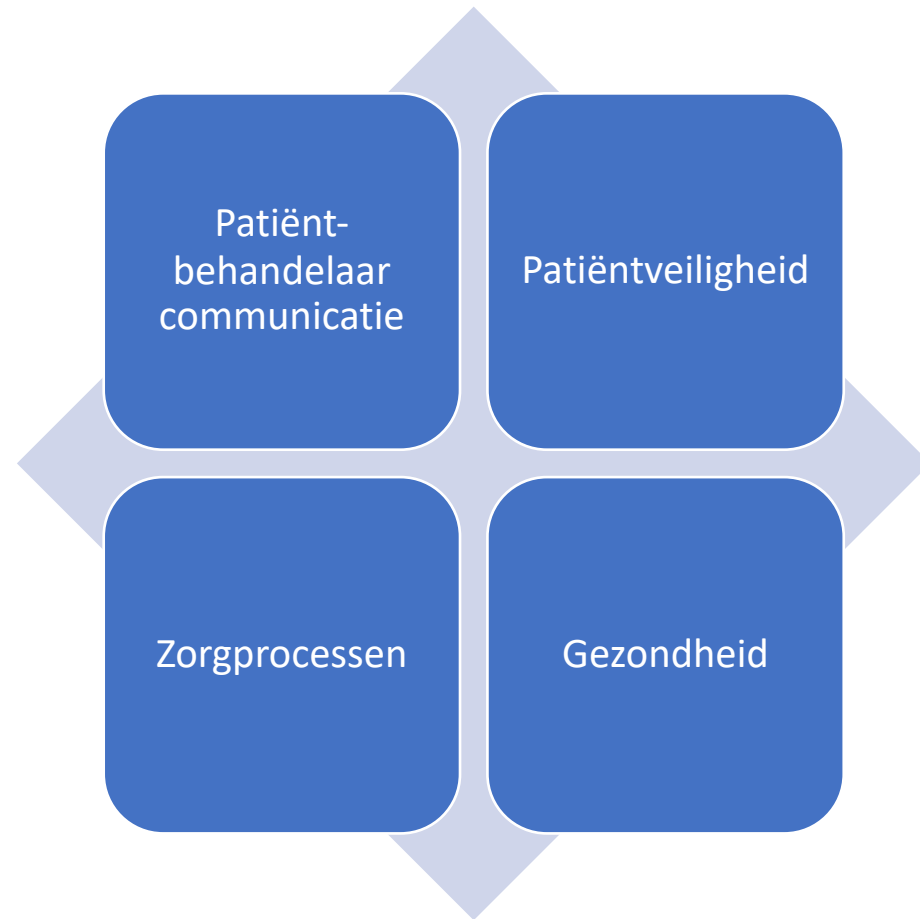 Patiënt-
behandelaar
communicatie
Patiëntveiligheid
Zorgprocessen
Gezondheid